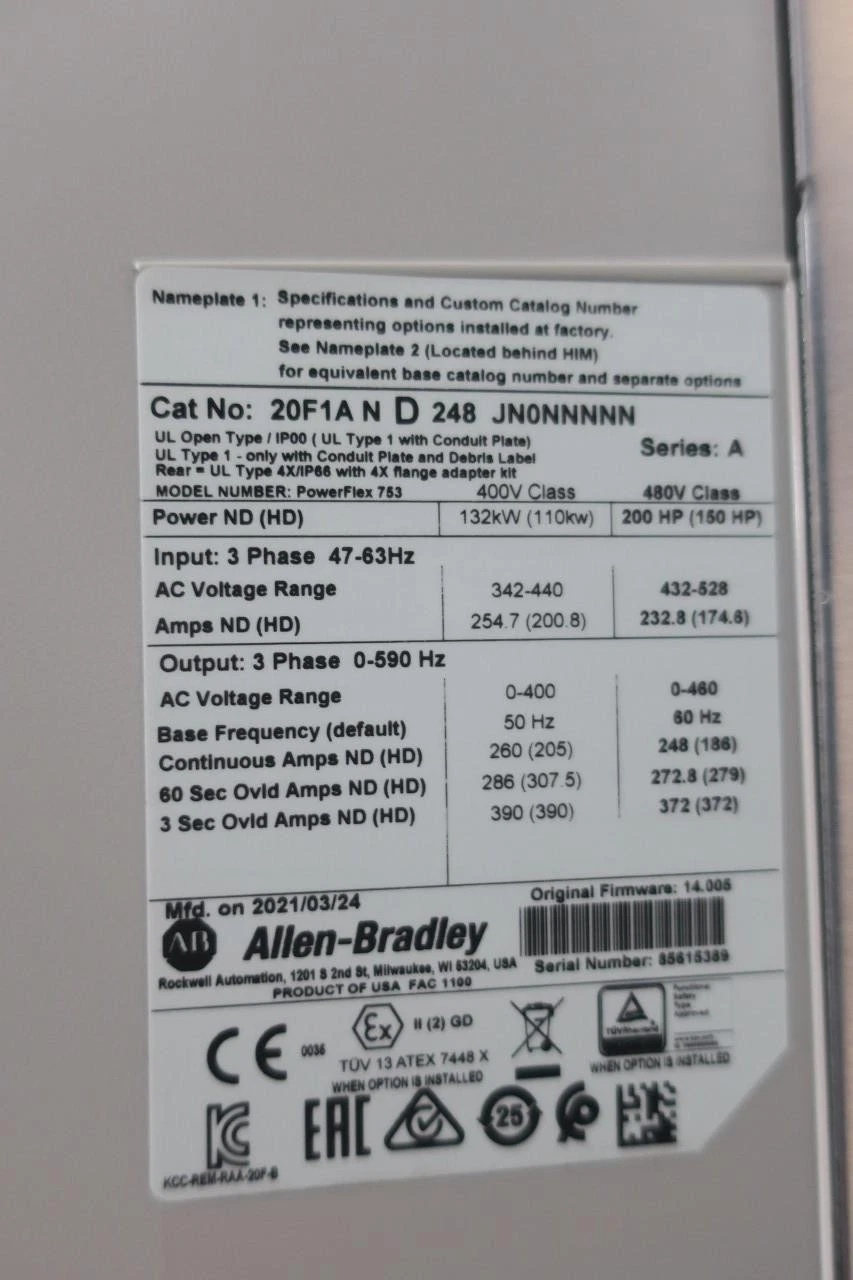 Nameplate 1: Specifications and Custom Catalog Number
representing options installed at factory.
See Nameplate 2 (Located behind HIM)
for equivalent base catalog number and separate options
Cat No: 20F1A N D 248 JN0NNNNN
UL Open Type / IP00 ( UL Type 1 with Conduit Plate)
UL Type 1 - only with Conduit Plate and Debris Label
Series: A
Rear = UL Type 4X/IP66 with 4X flange adapter kit
MODEL NUMBER: PowerFlex 753 400V Class 480V Class
Power ND (HD) 132kW (110kw) 200 HP (150 HP)
Input: 3 Phase 47-63Hz
AC Voltage Range 342-440 432-528
Amps ND (HD) 254.7 (200.8) 232.8 (174.6)
Output: 3 Phase 0-590 Hz
AC Voltage Range 0-400 0-460
Base Frequency (default) 50 Hz 60 Hz
Continuous Amps ND (HD) 260 (205) 248 (186)
60 Sec Ovld Amps ND (HD) 286 (307.5) 272.8 (279)
3 Sec Ovld Amps ND (HD) 390 (390) 372 (372)
Mfd. on 2021/03/24 Original Firmware: 14.005
AB Allen-Bradley
Rockwell Automation, 1201 S 2nd St, Milwaukee, WI 53204, USA Serial Number: 85615389
PRODUCT OF USA FAC 1100
CE 0036 Ex II (2) GD
TÜV 13 ATEX 7448 X
WHEN OPTION IS INSTALLED
Functional
Safety
Type
Approved
WHEN OPTION IS INSTALLED
KC EAC 25
KCC-REM-RAA-20F-B